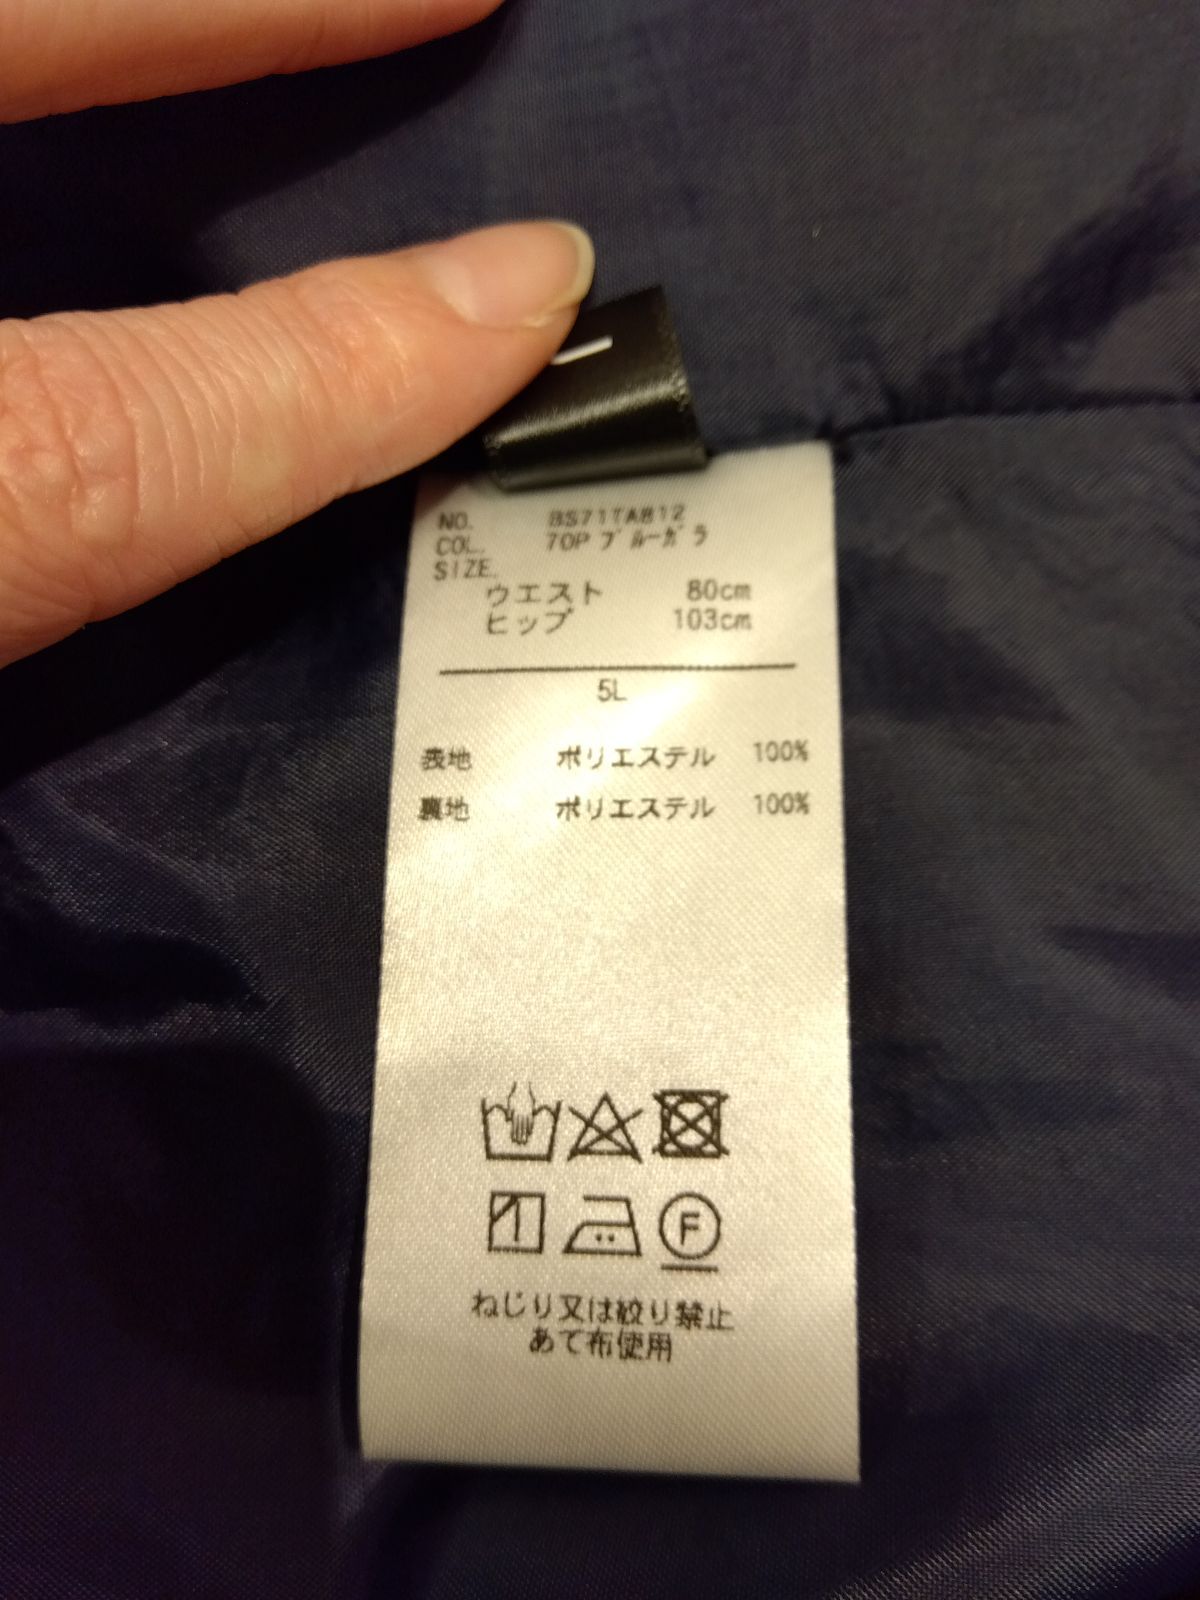 NO. BS71TA812
COL. 70P ブルーガラ
SIZE.
ウエスト 80cm
ヒップ 103cm
5L
表地 ポリエステル 100%
裏地 ポリエステル 100%
F
ねじり又は絞り禁止
あて布使用